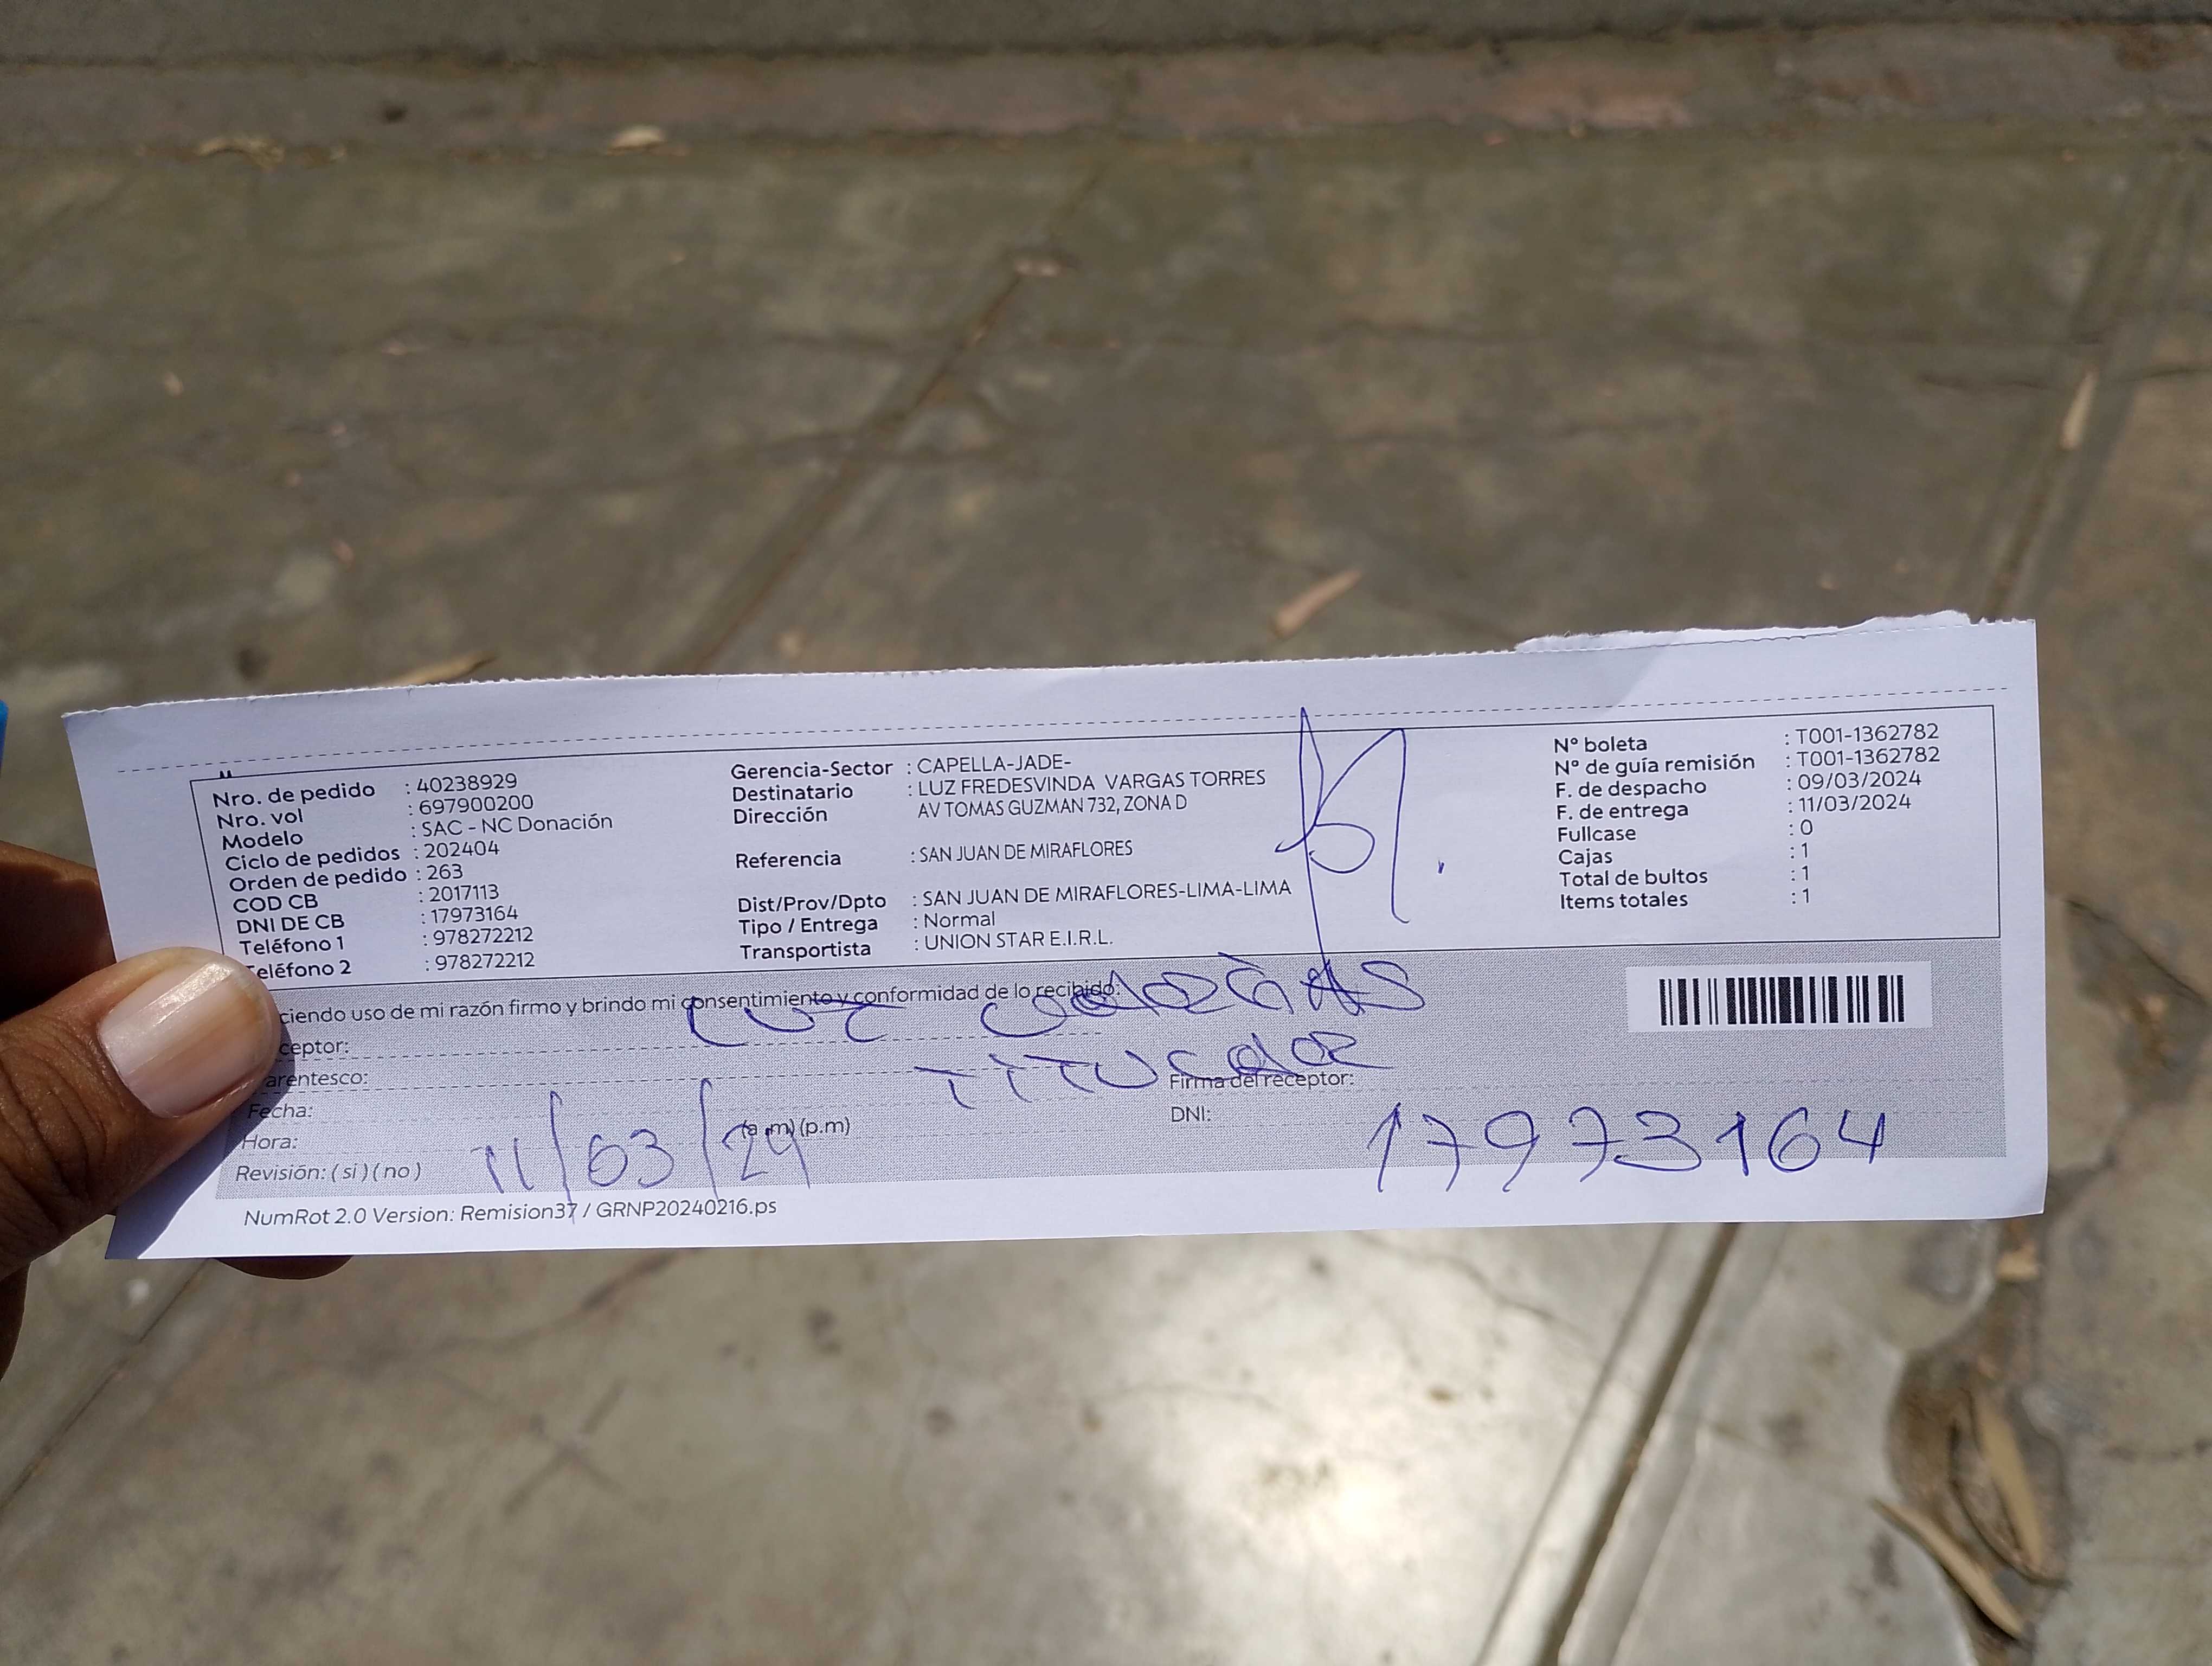 Nro. de pedido : 40238929
Nro. vol : 697900200
Modelo : SAC - NC Donación
Ciclo de pedidos : 202404
Orden de pedido : 263
COD CB : 2017113
DNI DE CB : 17973164
Teléfono 1 : 978272212
eléfono 2 : 978272212
Gerencia-Sector : CAPELLA-JADE-
Destinatario : LUZ FREDESVINDA VARGAS TORRES
Dirección AV TOMAS GUZMAN 732, ZONA D
Referencia : SAN JUAN DE MIRAFLORES
Dist/Prov/Dpto : SAN JUAN DE MIRAFLORES-LIMA-LIMA
Tipo / Entrega : Normal
Transportista : UNION STAR E.I.R.L.
N° boleta : T001-1362782
N° de guía remisión : T001-1362782
F. de despacho : 09/03/2024
F. de entrega : 11/03/2024
Fullcase : 0
Cajas : 1
Total de bultos : 1
Items totales : 1
ciendo uso de mi razón firmo y brindo mi consentimiento y conformidad de lo recibido:
Luz
ceptor:
Titular
arentesco:
Firma del receptor:
Fecha:
DNI: 17973164
Hora: (a.m) (p.m)
11/03/24
Revisión: ( si ) ( no )
NumRot 2.0 Version: Remision37 / GRNP20240216.ps